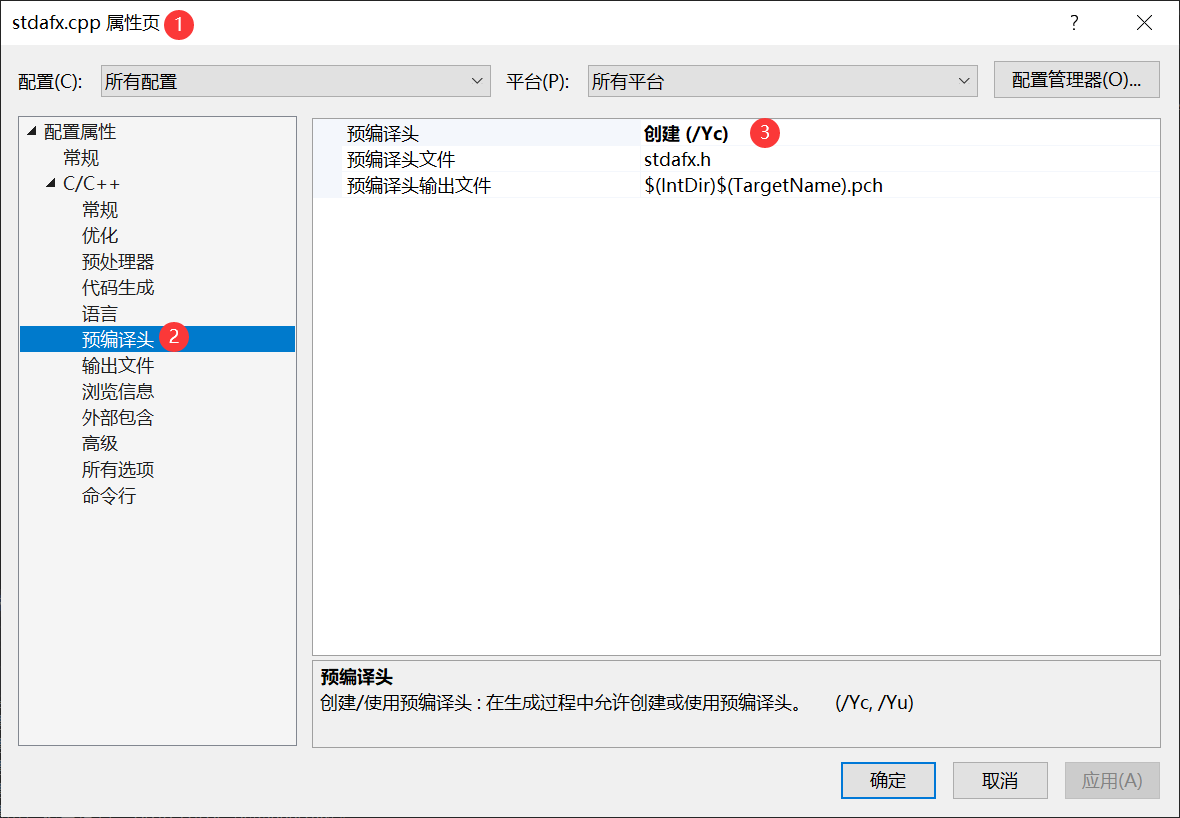 stdafx.cpp 属性页 1 ?
配置(C): 所有配置 平台(P): 所有平台 配置管理器(O)...
配置属性
常规
C/C++
常规
优化
预处理器
代码生成
语言
预编译头 2
输出文件
浏览信息
外部包含
高级
所有选项
命令行
预编译头 创建 (/Yc) 3
预编译头文件 stdafx.h
预编译头输出文件 $(IntDir)$(TargetName).pch
预编译头
创建/使用预编译头 : 在生成过程中允许创建或使用预编译头。 (/Yc, /Yu)
确定 取消 应用(A)